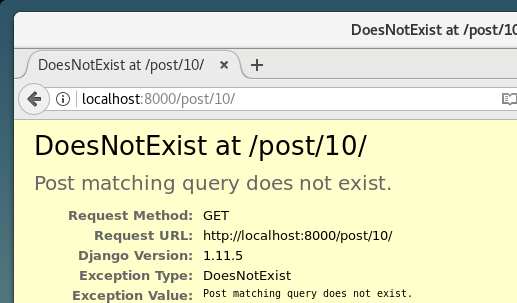 DoesNotExist at /post/10
DoesNotExist at /post/10/ × +
localhost:8000/post/10/
DoesNotExist at /post/10/
Post matching query does not exist.
Request Method: GET
Request URL: http://localhost:8000/post/10/
Django Version: 1.11.5
Exception Type: DoesNotExist
Exception Value: Post matching query does not exist.